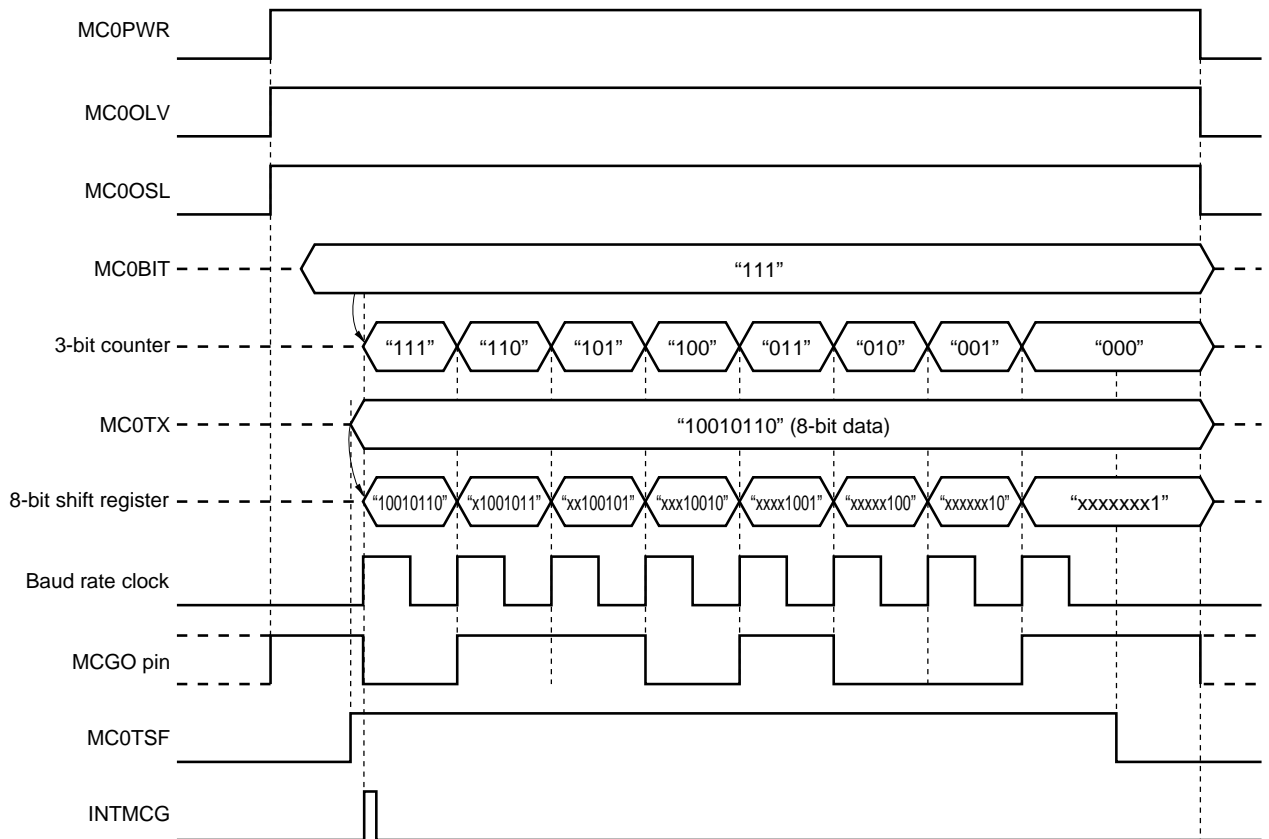 MC0PWR
MC0OLV
MC0OSL
MC0BIT
“111”
3-bit counter
“111” “110” “101” “100” “011” “010” “001” “000”
MC0TX
“10010110” (8-bit data)
8-bit shift register
“10010110” “x1001011” “xx100101” “xxx10010” “xxxx1001” “xxxxx100” “xxxxxx10” “xxxxxxx1”
Baud rate clock
MCGO pin
MC0TSF
INTMCG